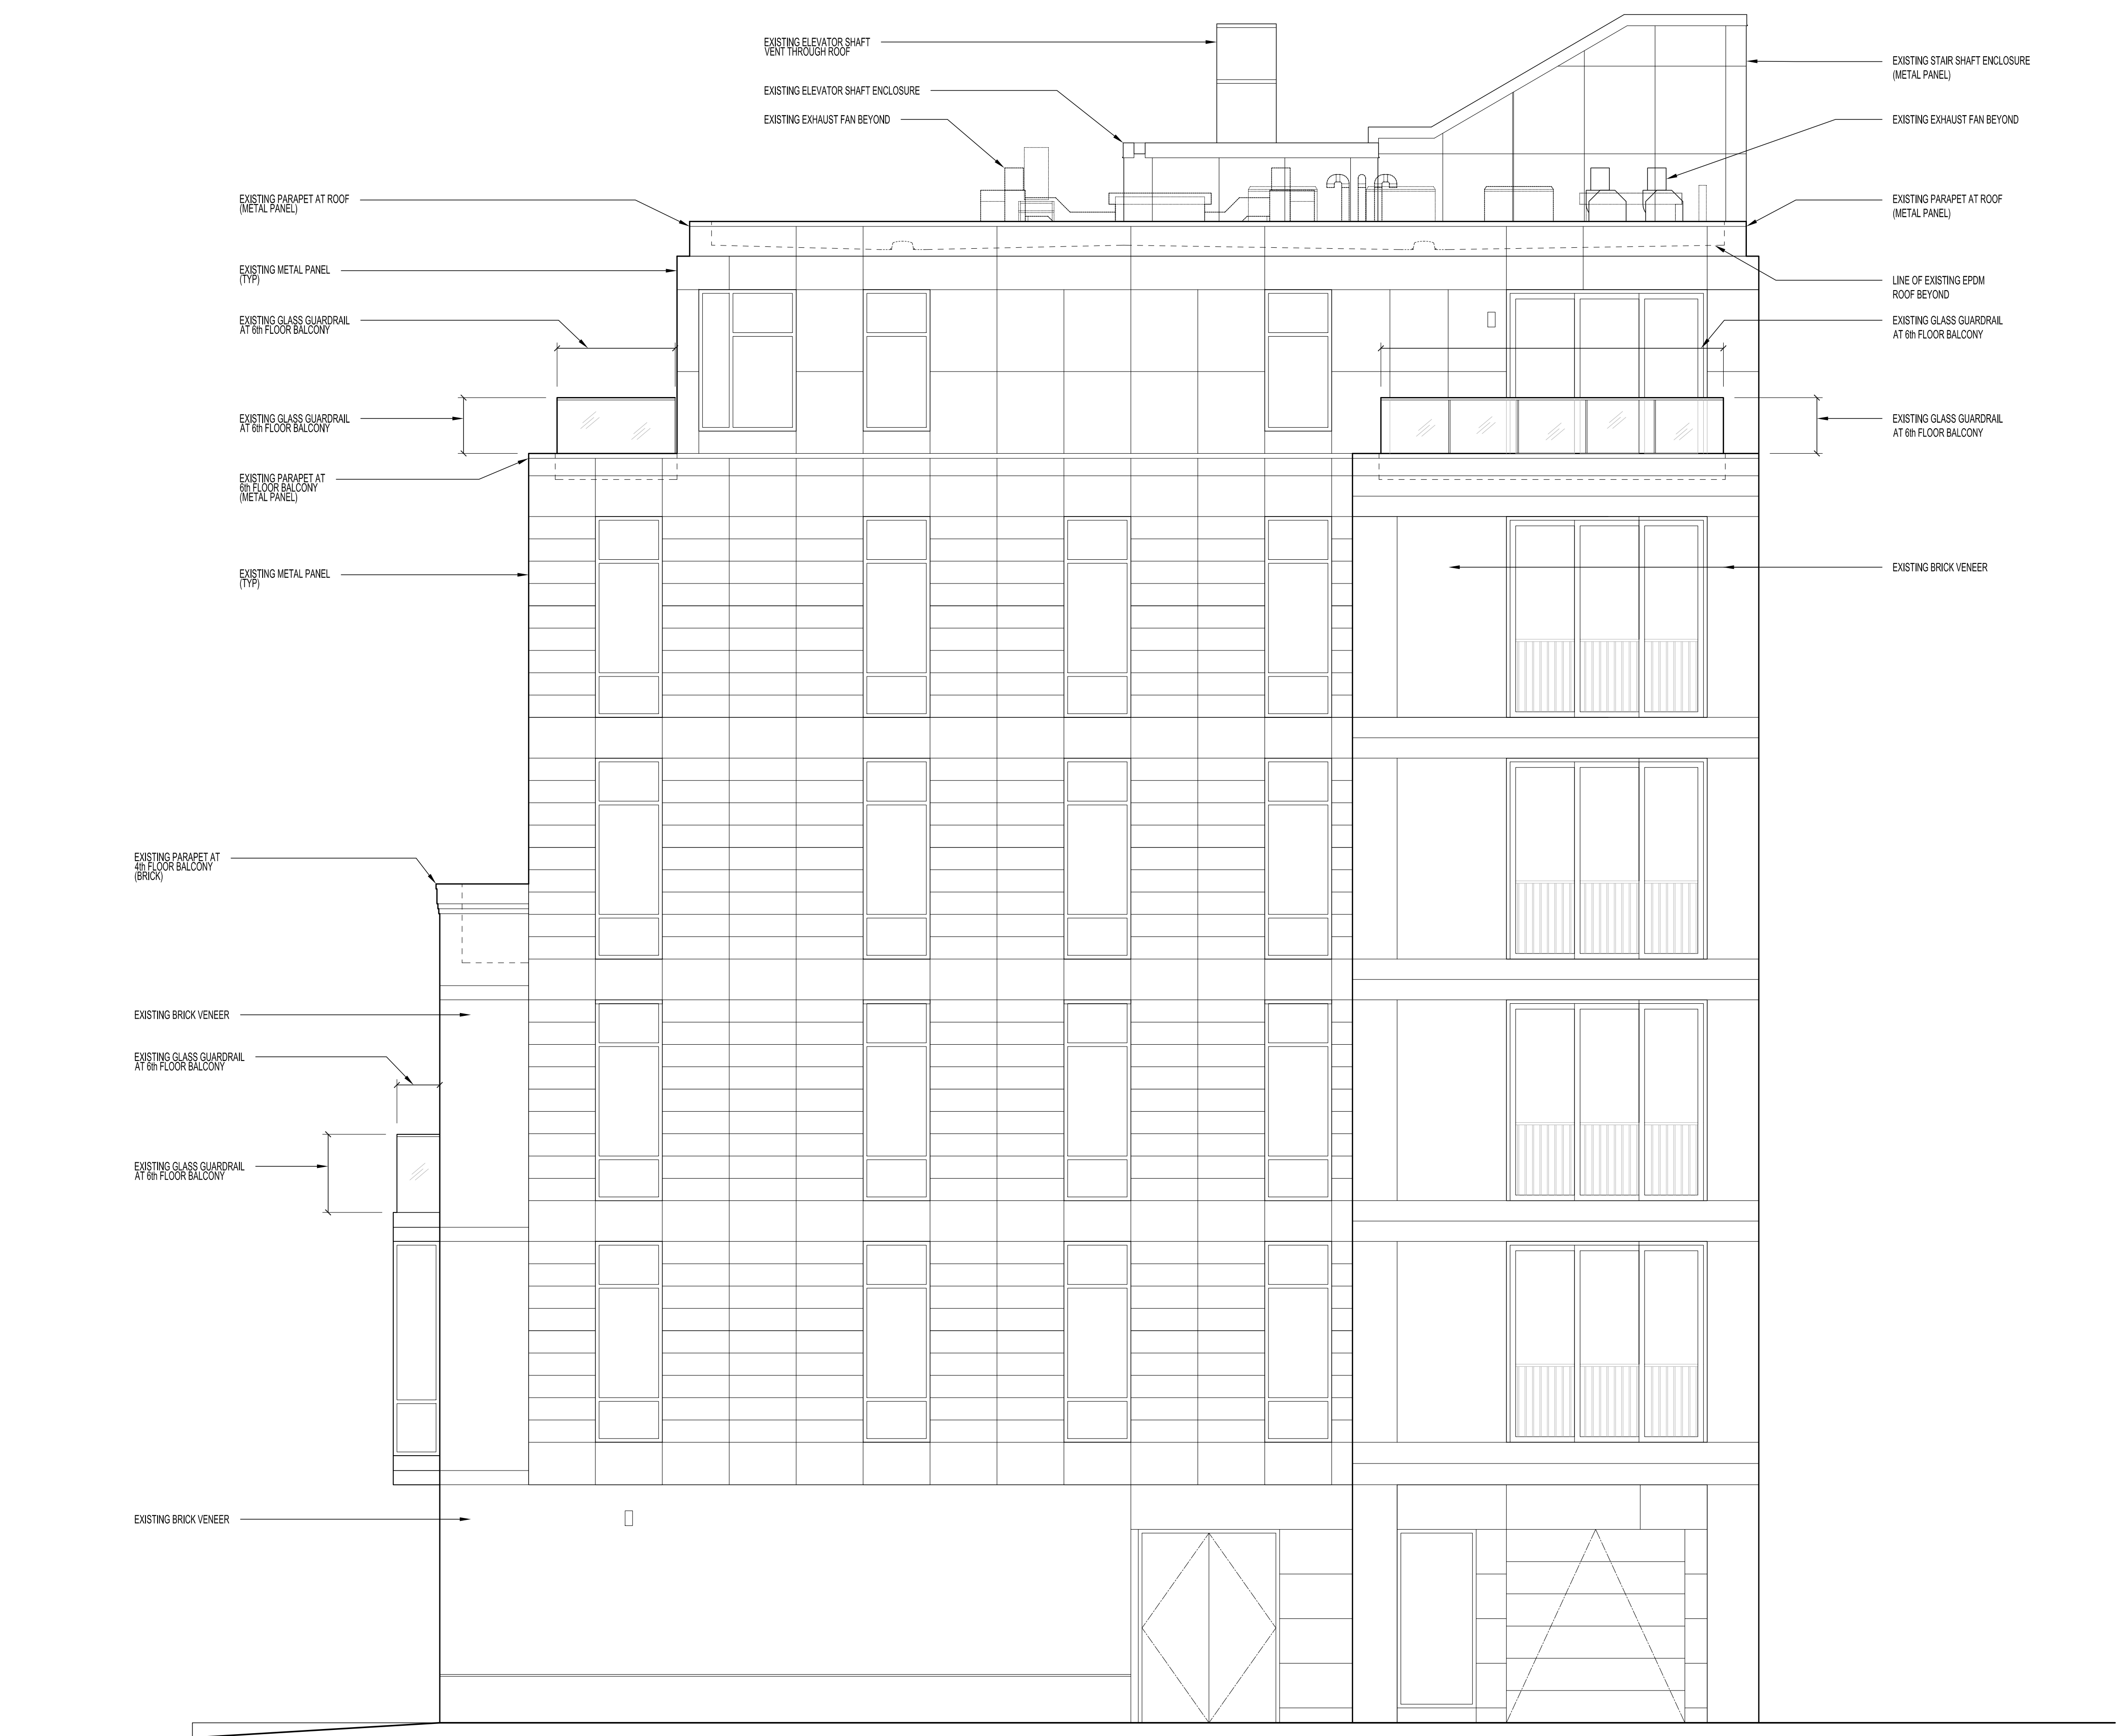 EXISTING ELEVATOR SHAFT
VENT THROUGH ROOF
EXISTING ELEVATOR SHAFT ENCLOSURE
EXISTING EXHAUST FAN BEYOND
EXISTING STAIR SHAFT ENCLOSURE
(METAL PANEL)
EXISTING EXHAUST FAN BEYOND
EXISTING PARAPET AT ROOF
(METAL PANEL)
EXISTING PARAPET AT ROOF
(METAL PANEL)
EXISTING METAL PANEL
(TYP)
LINE OF EXISTING EPDM
ROOF BEYOND
EXISTING GLASS GUARDRAIL
AT 6th FLOOR BALCONY
EXISTING GLASS GUARDRAIL
AT 6th FLOOR BALCONY
EXISTING GLASS GUARDRAIL
AT 6th FLOOR BALCONY
EXISTING GLASS GUARDRAIL
AT 6th FLOOR BALCONY
EXISTING PARAPET AT
6th FLOOR BALCONY
(METAL PANEL)
EXISTING METAL PANEL
(TYP)
EXISTING BRICK VENEER
EXISTING PARAPET AT
4th FLOOR BALCONY
(BRICK)
EXISTING BRICK VENEER
EXISTING GLASS GUARDRAIL
AT 6th FLOOR BALCONY
EXISTING GLASS GUARDRAIL
AT 6th FLOOR BALCONY
EXISTING BRICK VENEER